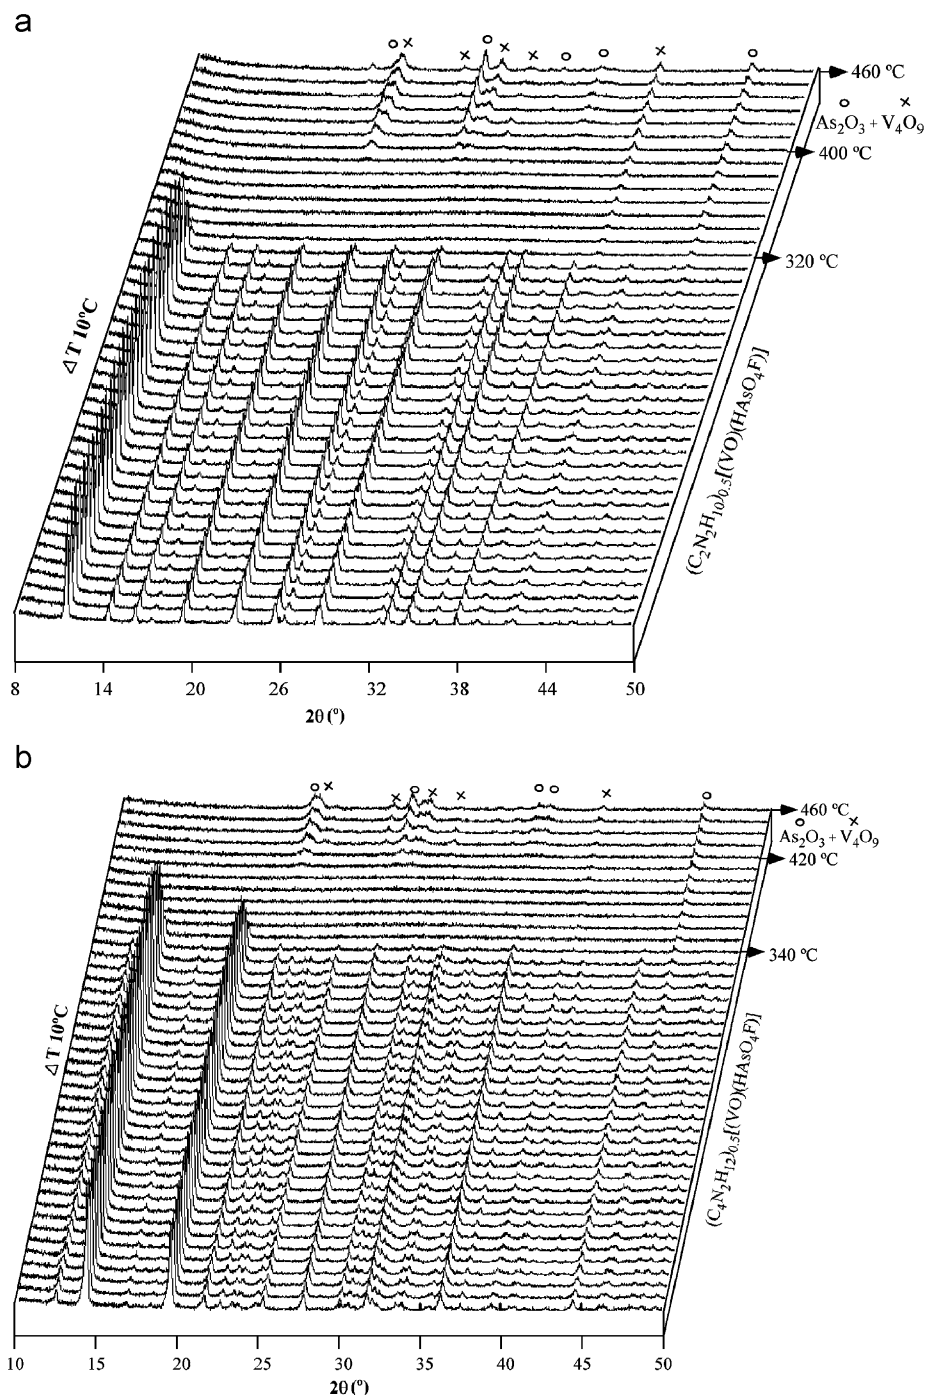 a
o x x o x x o o x o
460 ºC
o x
As₂O₃ + V₄O₉
400 ºC
320 ºC
Δ T 10ºC
(C₂N₂H₁₀)₀.₅[(VO)(HAsO₄F)]
8 14 20 26 32 38 44 50
2θ (º)
b
o x x o x x o o x o
460 ºC
o x
As₂O₃ + V₄O₉
420 ºC
340 ºC
Δ T 10ºC
(C₄N₂H₁₂)₀.₅[(VO)(HAsO₄F)]
10 15 20 25 30 35 40 45 50
2θ (º)